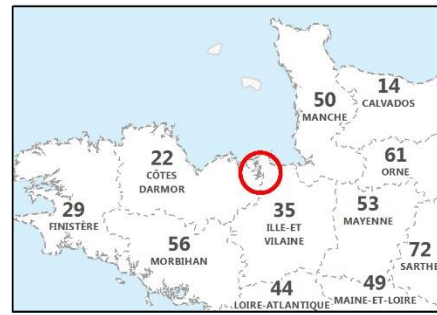 50
MANCHE
14
CALVADOS
22
CÔTES
DARMOR
61
ORNE
29
FINISTÈRE
35
ILLE-ET
VILAINE
53
MAYENNE
56
MORBIHAN
72
SARTHE
44
LOIRE-ATLANTIQUE
49
MAINE-ET-LOIRE